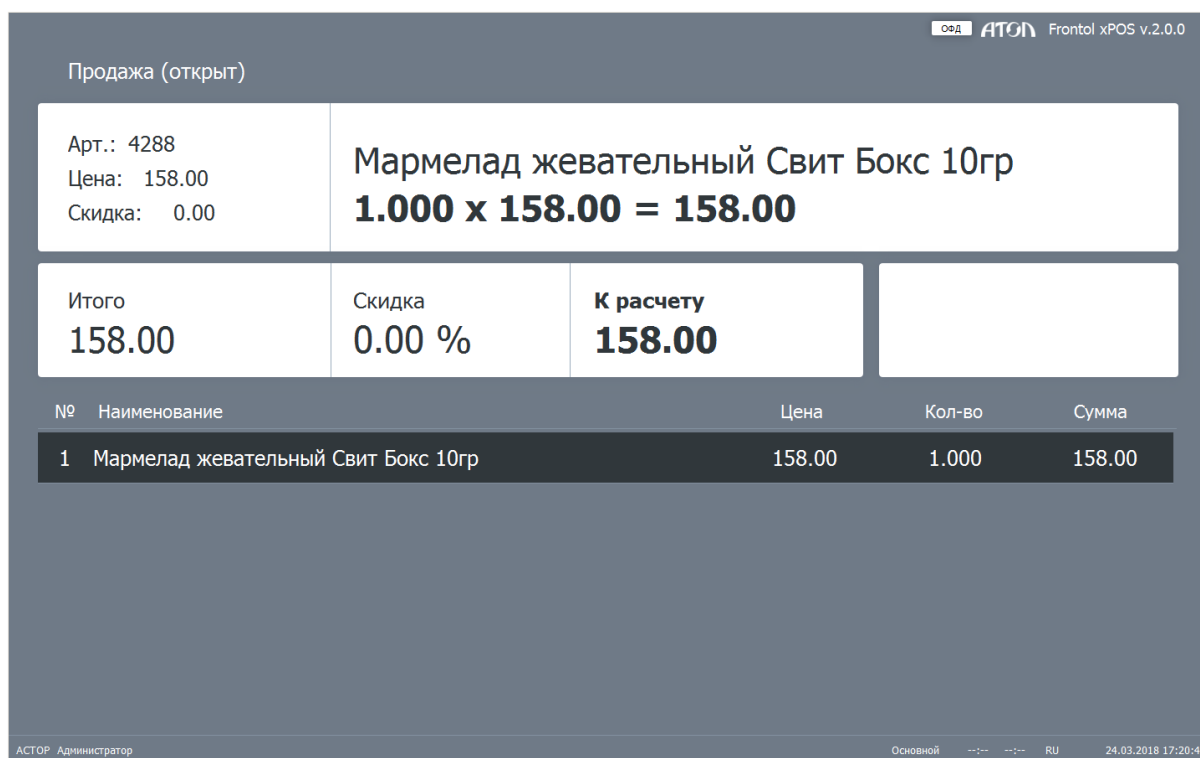 ОФД АТОЛ Frontol xPOS v.2.0.0
Продажа (открыт)
Арт.: 4288
Цена: 158.00
Скидка: 0.00
Мармелад жевательный Свит Бокс 10гр
1.000 x 158.00 = 158.00
Итого
158.00
Скидка
0.00 %
К расчету
158.00
№ Наименование Цена Кол-во Сумма
1 Мармелад жевательный Свит Бокс 10гр 158.00 1.000 158.00
АСТОР Администратор Основной --:-- --:-- RU 24.03.2018 17:20:4